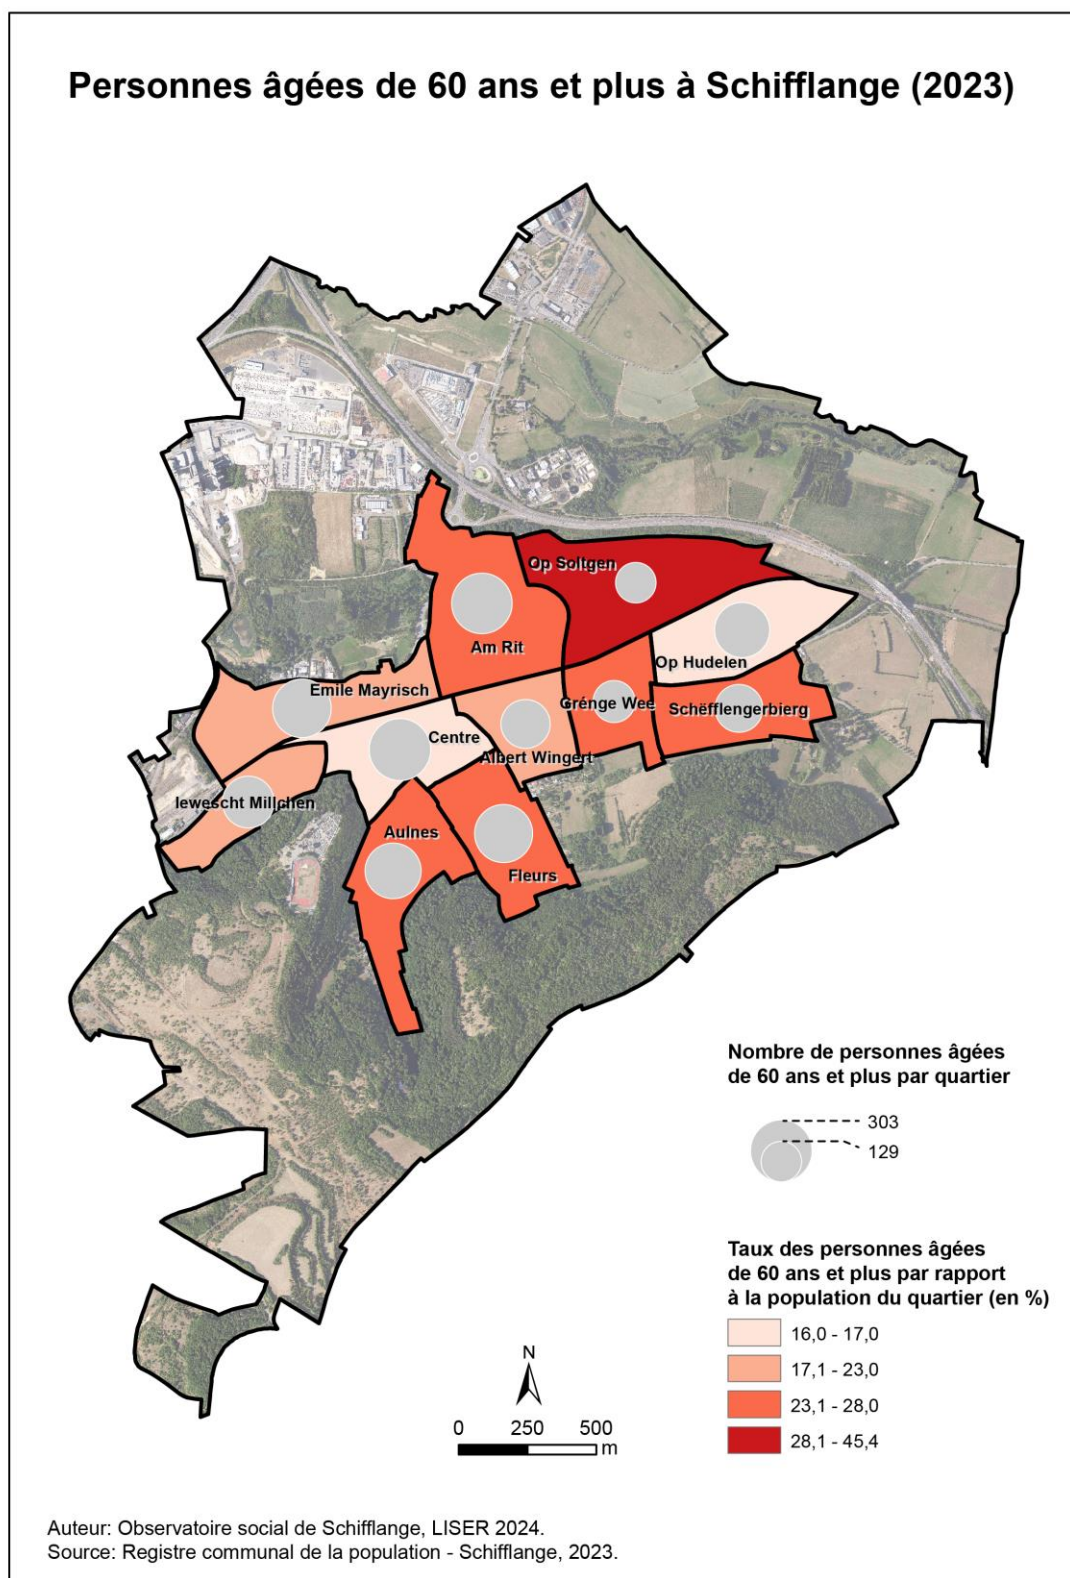 Personnes âgées de 60 ans et plus à Schifflange (2023)
Op Soltgen
Am Rit
Op Hudelen
Emile Mayrisch
Grénge Wee
Schëfflengerbierg
Centre
Albert Wingert
Iewescht Millchen
Aulnes
Fleurs
Nombre de personnes âgées
de 60 ans et plus par quartier
303
129
Taux des personnes âgées
de 60 ans et plus par rapport
à la population du quartier (en %)
16,0 - 17,0
17,1 - 23,0
23,1 - 28,0
28,1 - 45,4
N
0 250 500
m
Auteur: Observatoire social de Schifflange, LISER 2024.
Source: Registre communal de la population - Schifflange, 2023.